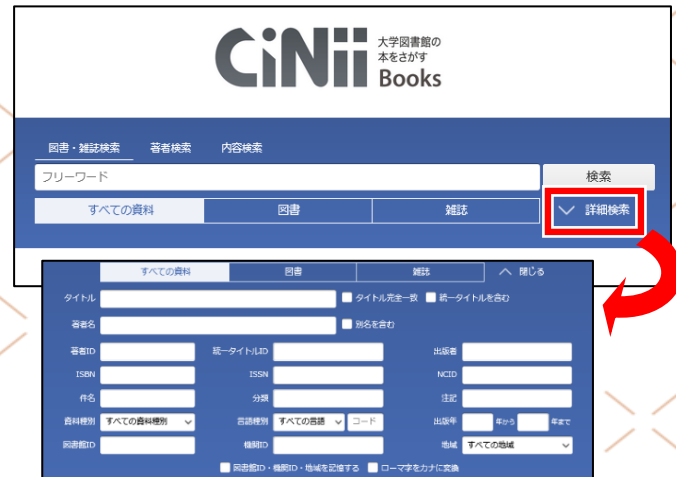 CiNii 大学図書館の
本をさがす
Books
図書・雑誌検索 著者検索 内容検索
フリーワード 検索
すべての資料 図書 雑誌 詳細検索
すべての資料 図書 雑誌 閉じる
タイトル タイトル完全一致 統一タイトルを含む
著者名 別名を含む
著者ID 統一タイトルID 出版者
ISBN ISSN NCID
件名 分類 注記
資料種別 すべての資料種別 言語種別 すべての言語 コード 出版年 年から 年まで
図書館ID 機関ID 地域 すべての地域
図書館ID・機関ID・地域を記憶する ローマ字をカナに変換